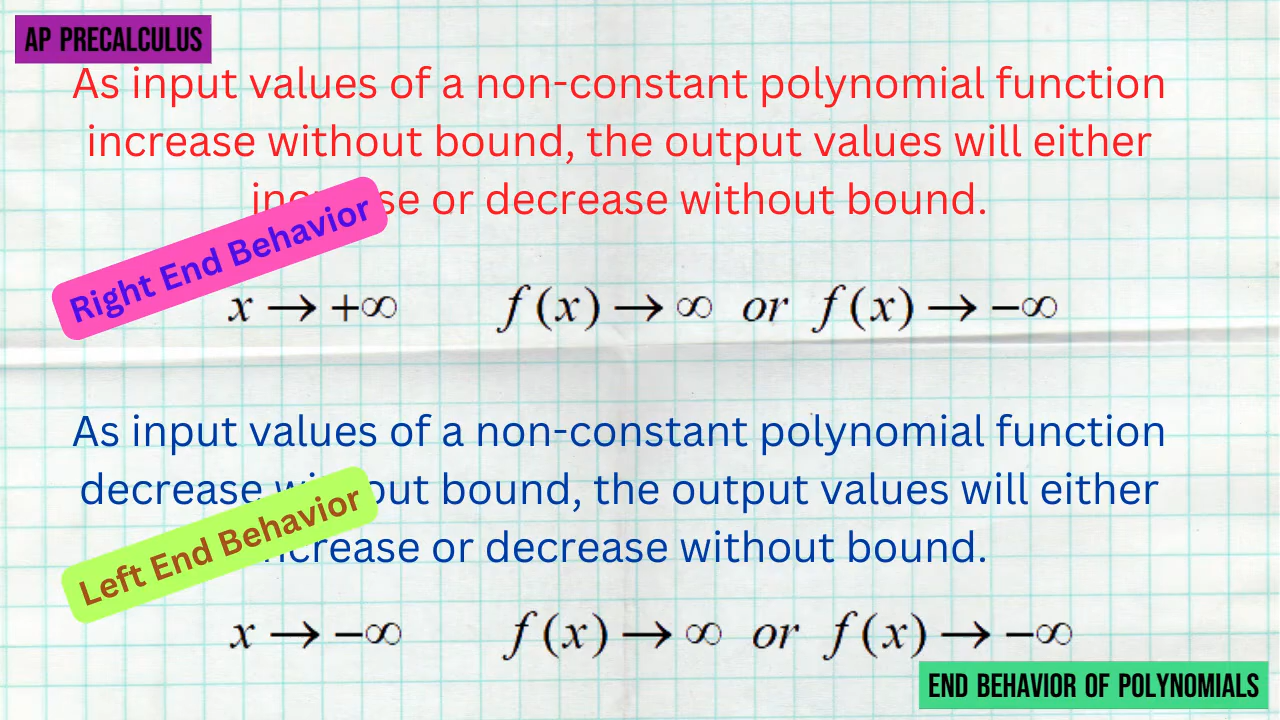 AP PRECALCULUS
As input values of a non-constant polynomial function
increase without bound, the output values will either
or decrease without bound.
Right End Behavior
x → +∞ f(x) → ∞ or f(x) → −∞
As input values of a non-constant polynomial function
decrease bound, the output values will either
increase or decrease without bound.
Left End Behavior
x → −∞ f(x) → ∞ or f(x) → −∞
END BEHAVIOR OF POLYNOMIALS